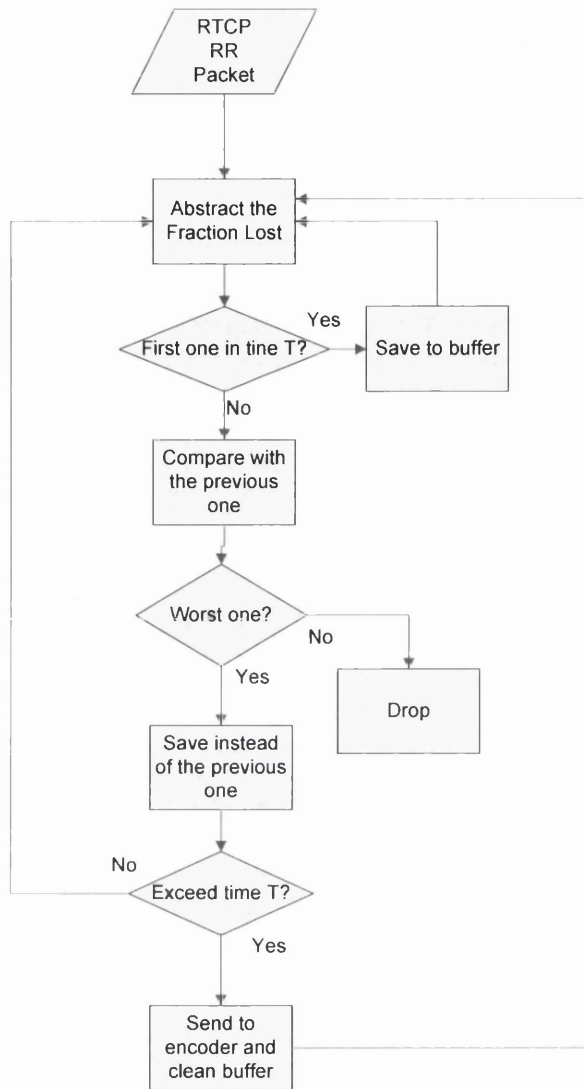 RTCP
RR
Packet
Abstract the
Fraction Lost
First one in tine T?
Yes
Save to buffer
No
Compare with
the previous
one
Worst one?
No
Yes
Drop
Save instead
of the previous
one
No
Exceed time T?
Yes
Send to
encoder and
clean buffer